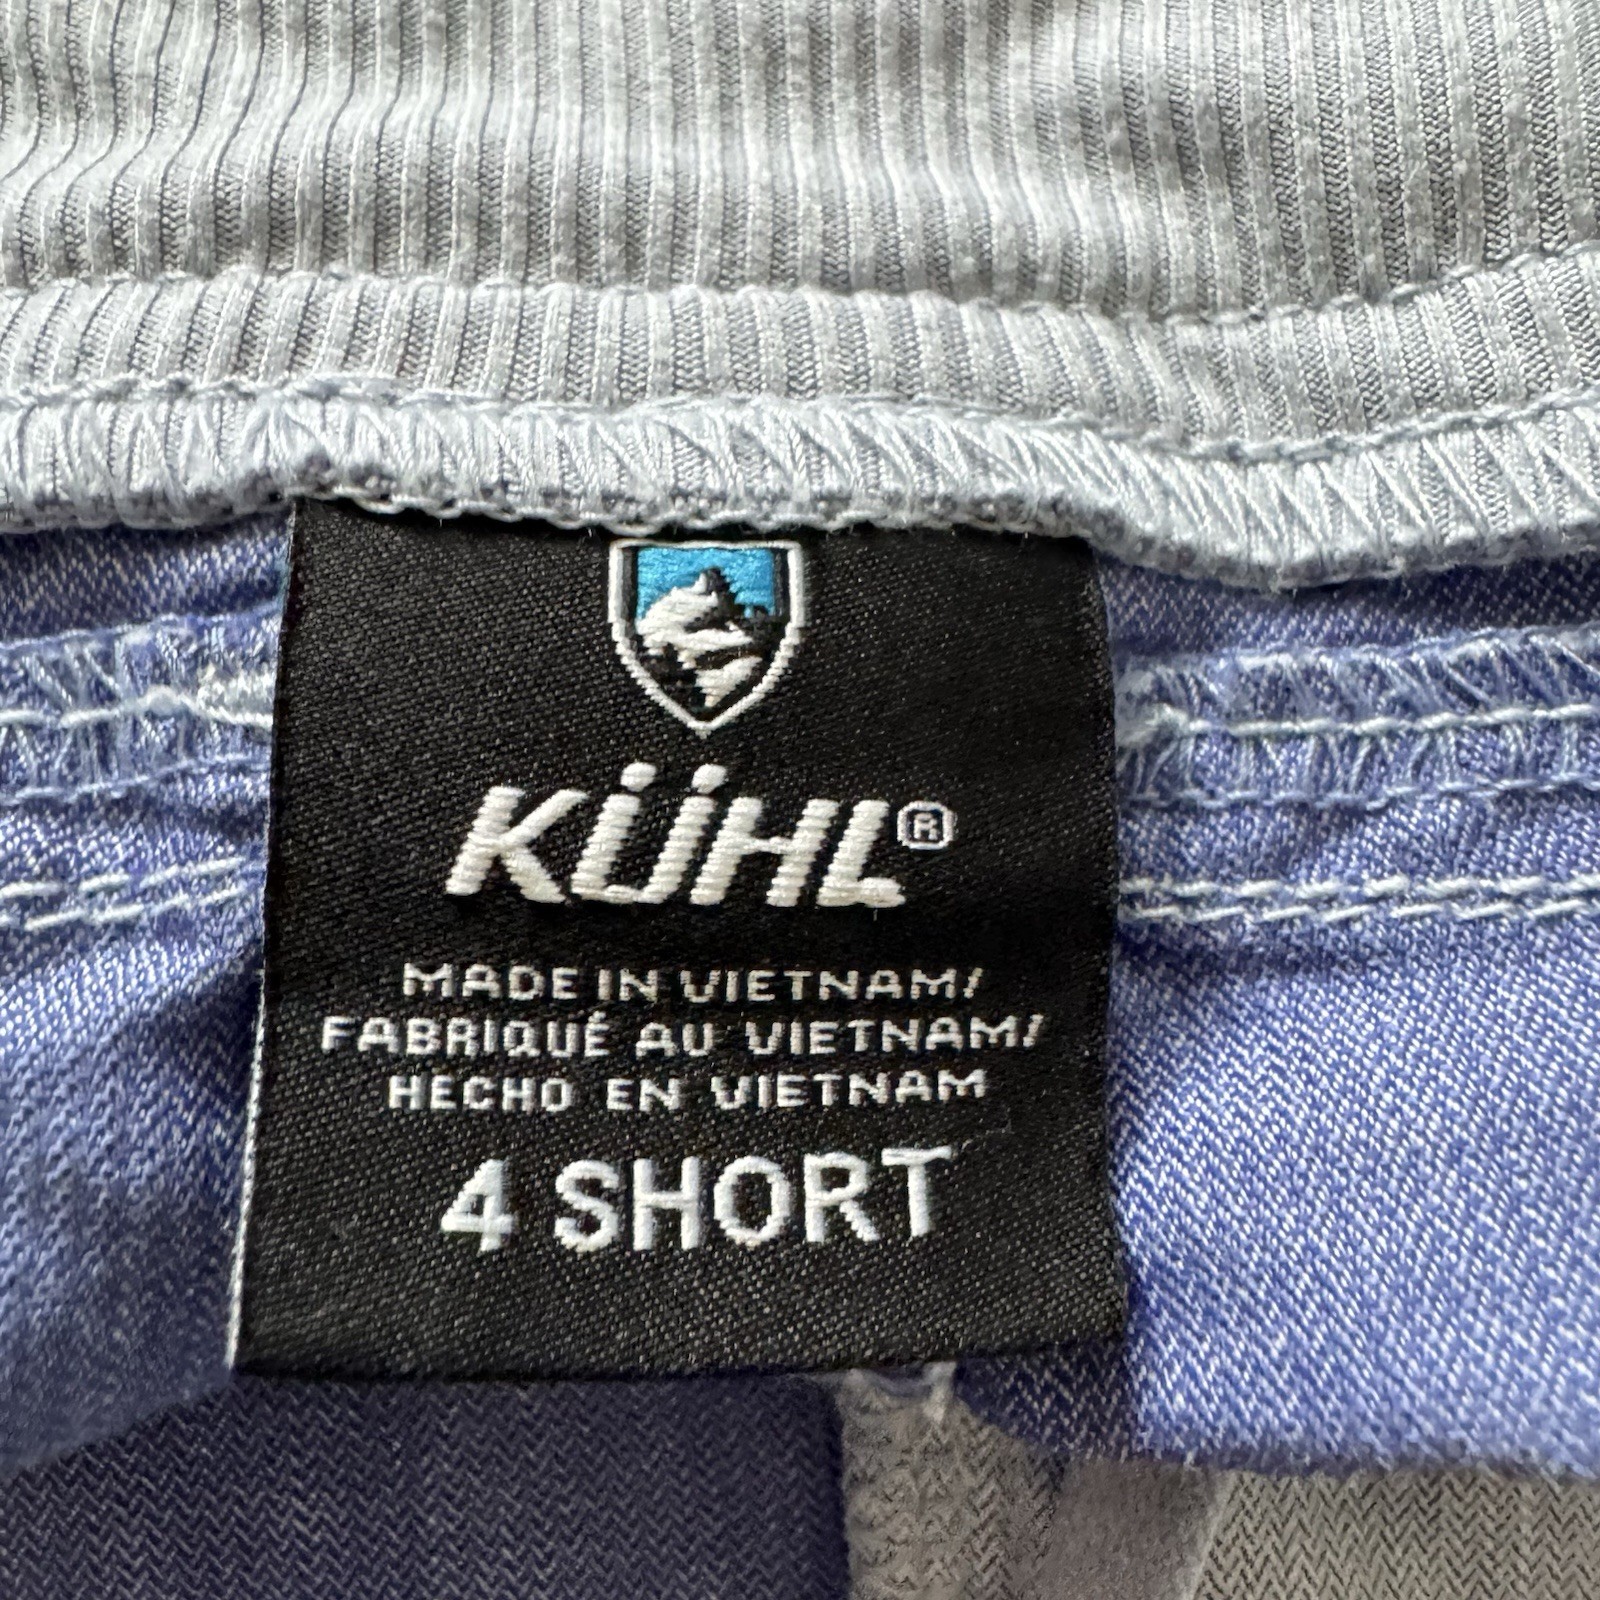 KÜHL®
MADE IN VIETNAM/
FABRIQUÉ AU VIETNAM/
HECHO EN VIETNAM
4 SHORT